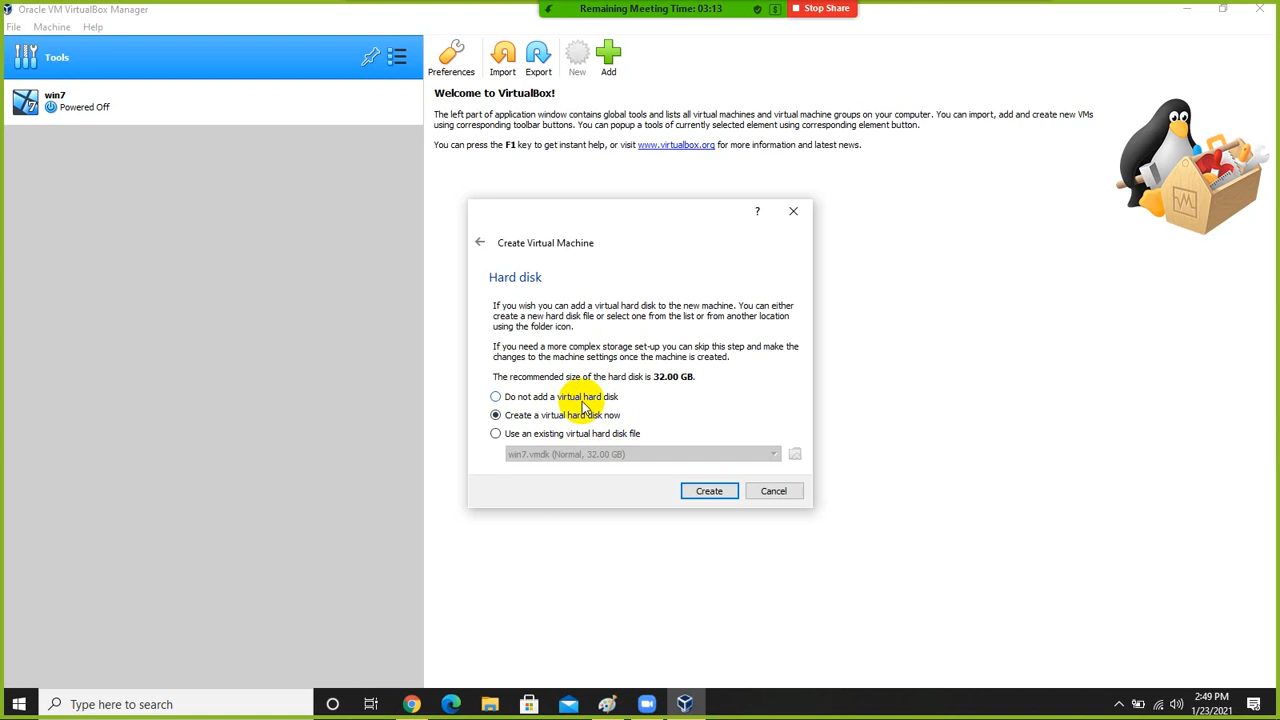 Oracle VM VirtualBox Manager
Remaining Meeting Time: 03:13
$
Stop Share
File Machine Help
Tools
Preferences
Import
Export
New
Add
win7
Powered Off
7
Welcome to VirtualBox!
The left part of application window contains global tools and lists all virtual machines and virtual machine groups on your computer. You can import, add and create new VMs
using corresponding toolbar buttons. You can popup a tools of currently selected element using corresponding element button.
You can press the F1 key to get instant help, or visit www.virtualbox.org for more information and latest news.
?
Create Virtual Machine
Hard disk
If you wish you can add a virtual hard disk to the new machine. You can either
create a new hard disk file or select one from the list or from another location
using the folder icon.
If you need a more complex storage set-up you can skip this step and make the
changes to the machine settings once the machine is created.
The recommended size of the hard disk is 32.00 GB.
Do not add a virtual hard disk
Create a virtual hard disk now
Use an existing virtual hard disk file
win7.vmdk (Normal, 32.00 GB)
Create
Cancel
Type here to search
2:49 PM
1/23/2021